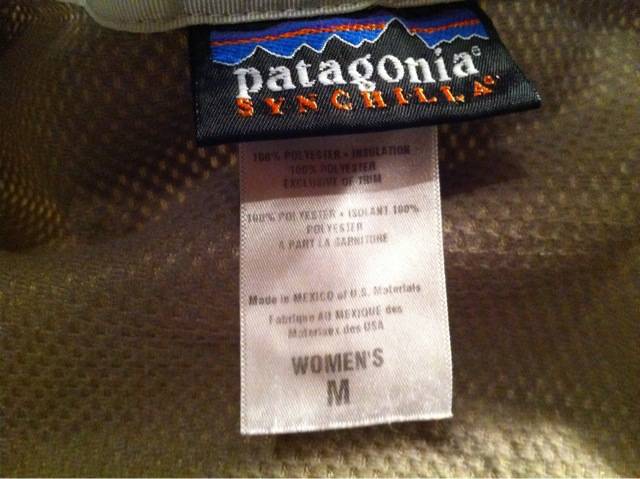 patagonia
SYNCHILLA
100% POLYESTER • INSULATION
100% POLYESTER
EXCLUSIVE OF TRIM
100% POLYESTER • ISOLANT 100%
POLYESTER
A PART LA GARNITURE
Made in MEXICO of U.S. Materials
Fabrique AU MEXIQUE des
Materiaux des USA
WOMEN'S
M